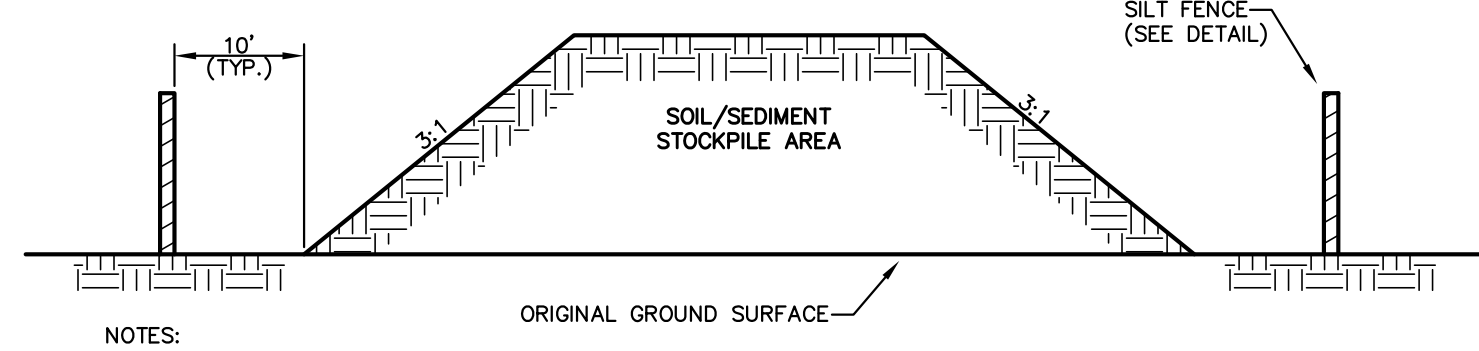 SILT FENCE
(SEE DETAIL)
10'
(TYP.)
3:1
SOIL/SEDIMENT
STOCKPILE AREA
3:1
ORIGINAL GROUND SURFACE
NOTES: